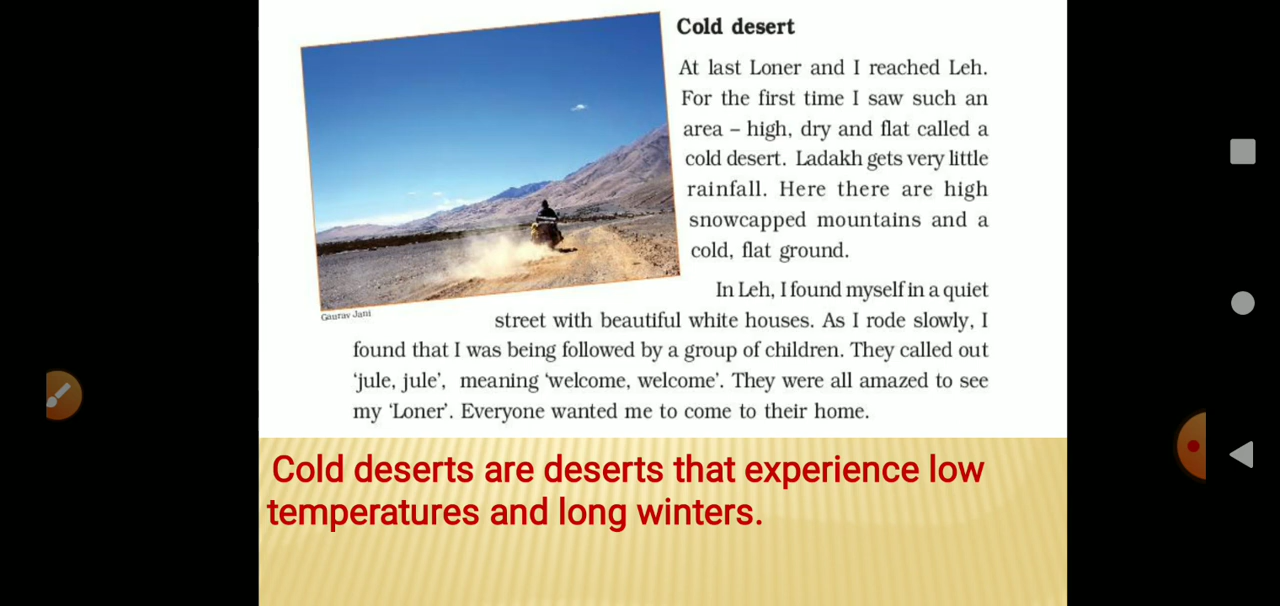 Cold desert
At last Loner and I reached Leh.
For the first time I saw such an
area – high, dry and flat called a
cold desert. Ladakh gets very little
rainfall. Here there are high
snowcapped mountains and a
cold, flat ground.
In Leh, I found myself in a quiet
Gaurav Jani
street with beautiful white houses. As I rode slowly, I
found that I was being followed by a group of children. They called out
‘jule, jule’, meaning ‘welcome, welcome’. They were all amazed to see
my ‘Loner’. Everyone wanted me to come to their home.
Cold deserts are deserts that experience low
temperatures and long winters.